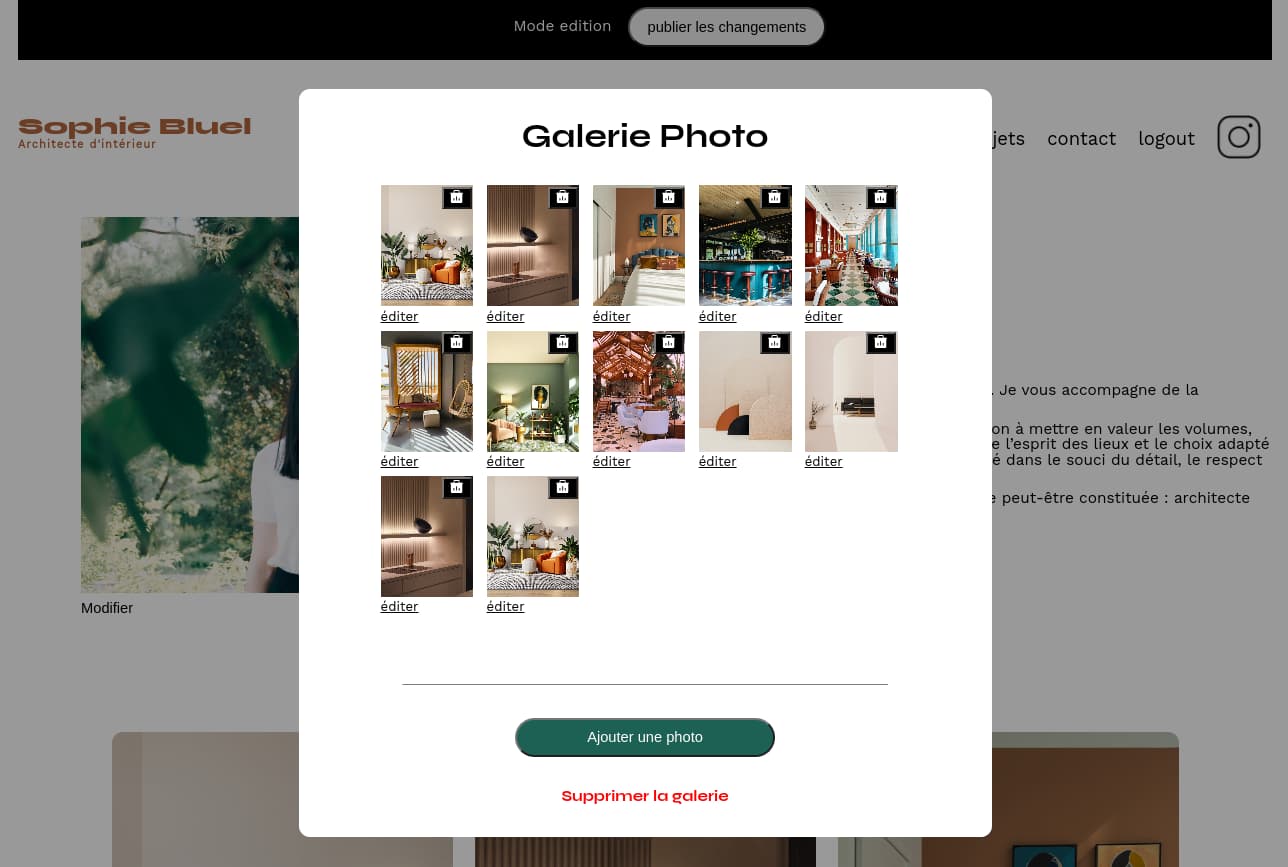 Mode edition publier les changements
Sophie Bluel
Architecte d'intérieur
jets contact logout
Galerie Photo
éditer éditer éditer éditer éditer
éditer éditer éditer éditer éditer
éditer éditer
. Je vous accompagne de la
on à mettre en valeur les volumes,
e l'esprit des lieux et le choix adapté
é dans le souci du détail, le respect
e peut-être constituée : architecte
Modifier
Ajouter une photo
Supprimer la galerie